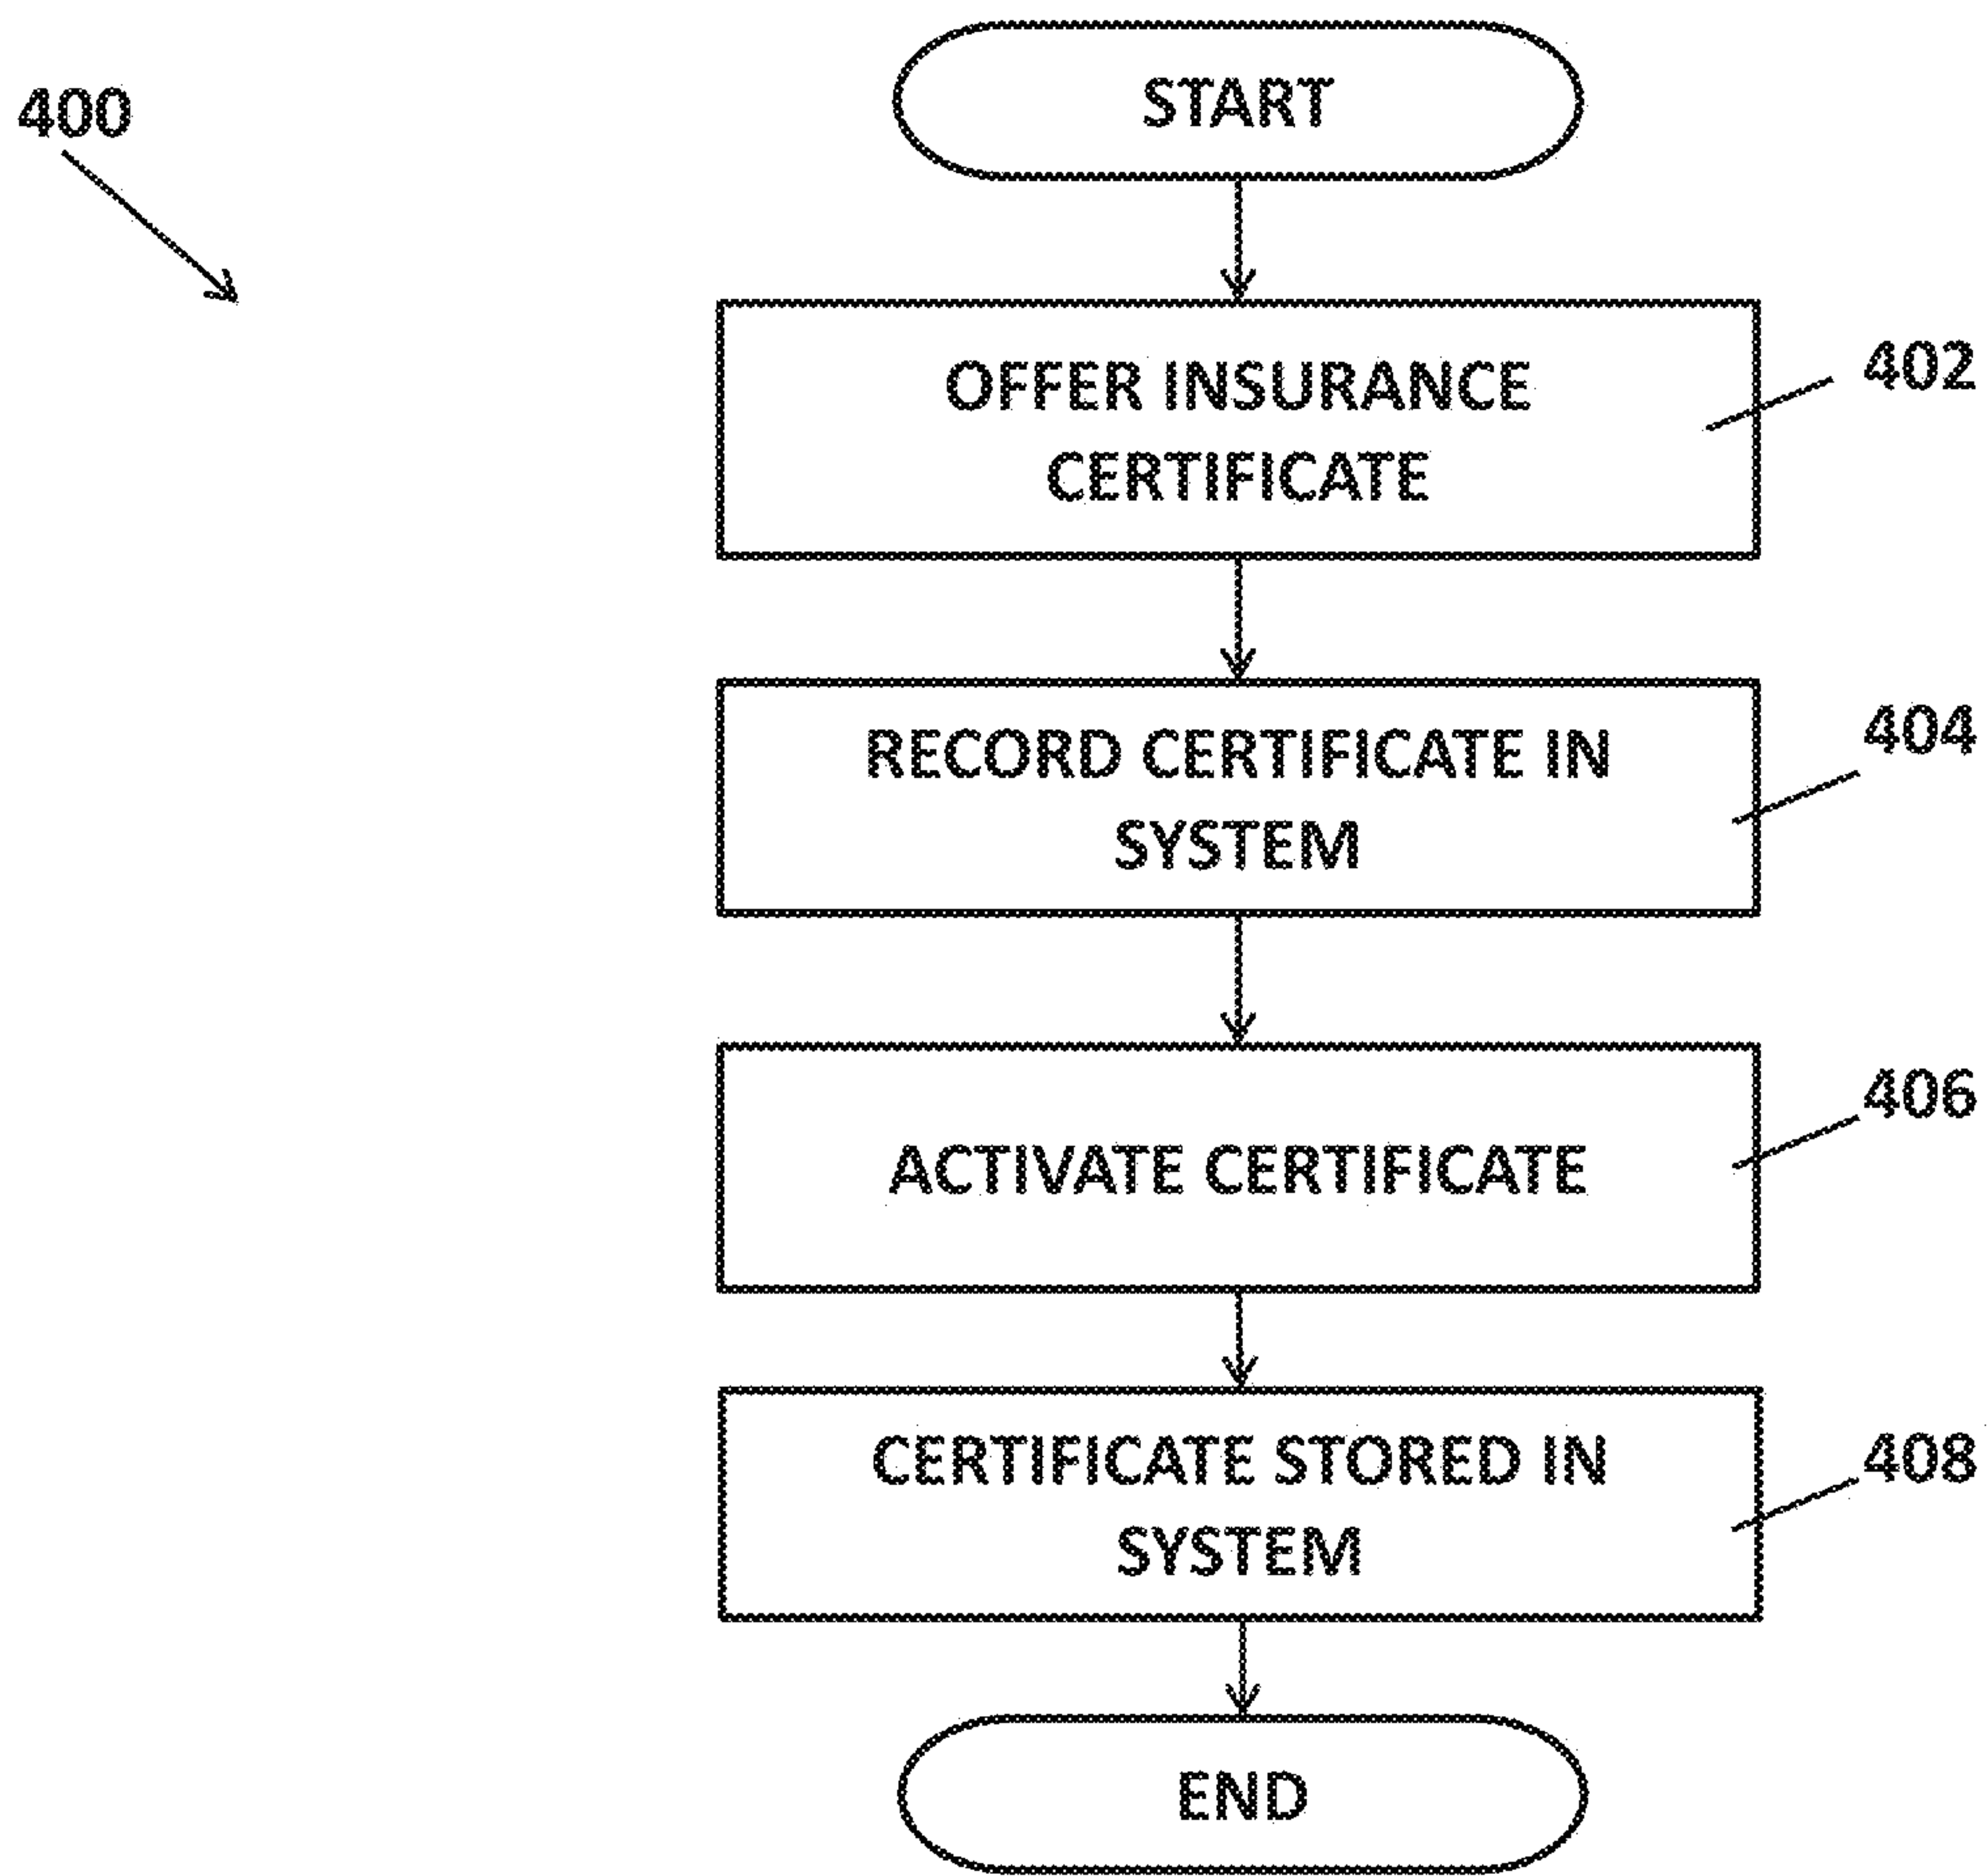 400
START
OFFER INSURANCE
CERTIFICATE
402
RECORD CERTIFICATE IN
SYSTEM
404
ACTIVATE CERTIFICATE
406
CERTIFICATE STORED IN
SYSTEM
408
END